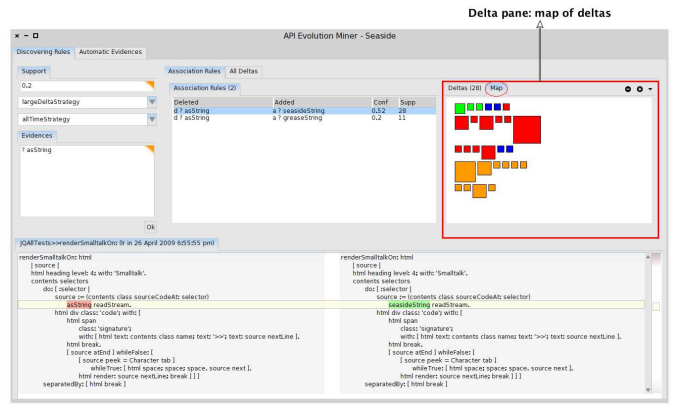 Delta pane: map of deltas
API Evolution Miner - Seaside
Discovering Rules Automatic Evidences
Support
0.2
largeDeltaStrategy
allTimeStrategy
Evidences
? asString
Ok
Association Rules All Deltas
Association Rules (2)
Deleted Added Conf Supp
d ? asString a ? seasideString 0.52 28
d ? asString a ? greaseString 0.2 11
Deltas (28) Map
JQAllTests>>renderSmalltalkOn: (lr in 26 April 2009 6:55:55 pm)
renderSmalltalkOn: html
| source |
html heading level: 4; with: 'Smalltalk'.
contents selectors
do: [ :selector |
source := (contents class sourceCodeAt: selector)
asString readStream.
html div class: 'code'; with: [
html span
class: 'signature';
with: [ html text: contents class name; text: '>>'; text: source nextLine ].
html break.
[ source atEnd ] whileFalse: [
[ source peek = Character tab ]
whileTrue: [ html space; space; space. source next ].
html render: source nextLine; break ] ] ]
separatedBy: [ html break ]
renderSmalltalkOn: html
| source |
html heading level: 4; with: 'Smalltalk'.
contents selectors
do: [ :selector |
source := (contents class sourceCodeAt: selector)
seasideString readStream.
html div class: 'code'; with: [
html span
class: 'signature';
with: [ html text: contents class name; text: '>>'; text: source nextLine ].
html break.
[ source atEnd ] whileFalse: [
[ source peek = Character tab ]
whileTrue: [ html space; space; space. source next ].
html render: source nextLine; break ] ] ]
separatedBy: [ html break ]